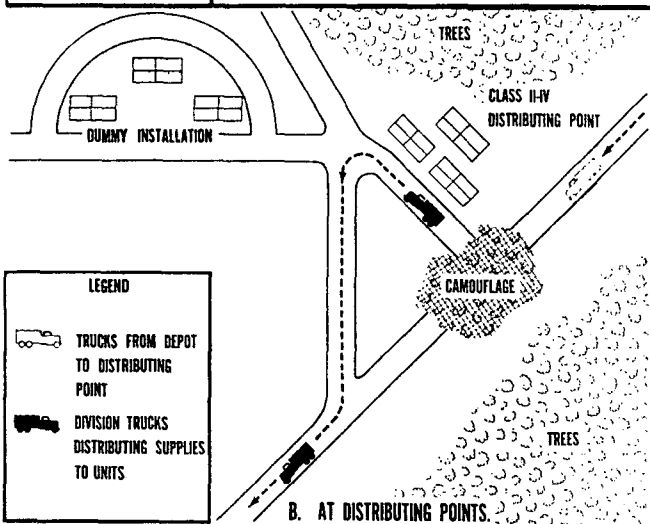 TREES
CLASS II-IV
DISTRIBUTING POINT
DUMMY INSTALLATION
CAMOUFLAGE
LEGEND
TRUCKS FROM DEPOT
TO DISTRIBUTING
POINT
DIVISION TRUCKS
DISTRIBUTING SUPPLIES
TO UNITS
TREES
B. AT DISTRIBUTING POINTS.